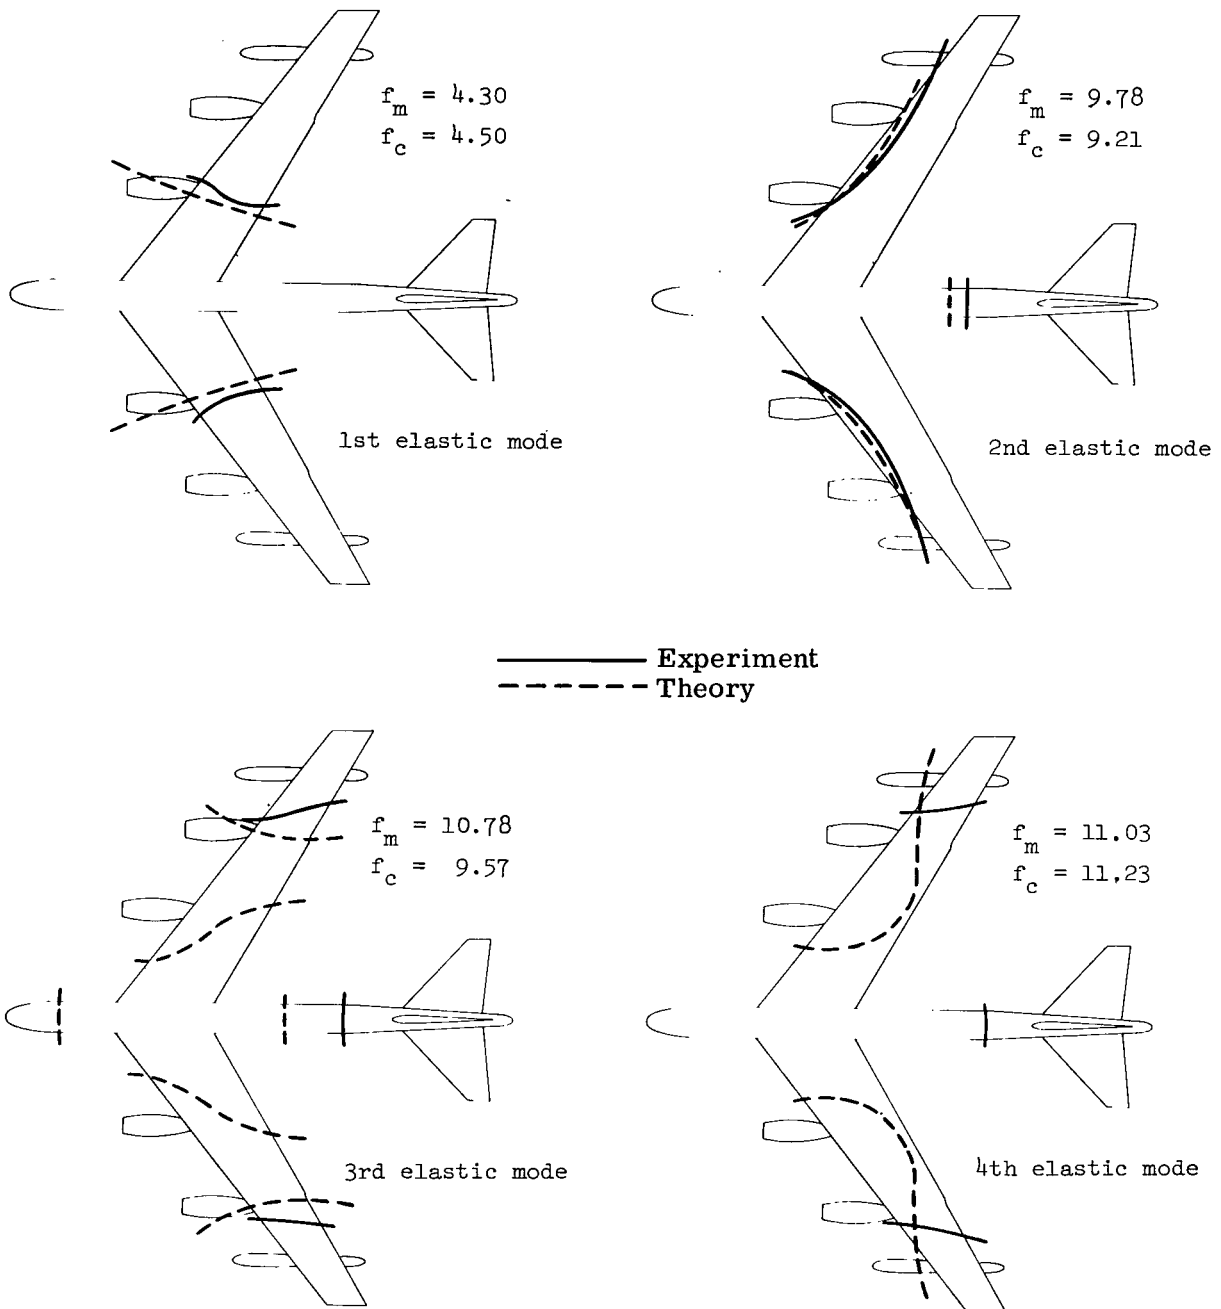 f_m = 4.30
f_c = 4.50
1st elastic mode
f_m = 9.78
f_c = 9.21
2nd elastic mode
Experiment
Theory
f_m = 10.78
f_c = 9.57
3rd elastic mode
f_m = 11.03
f_c = 11,23
4th elastic mode